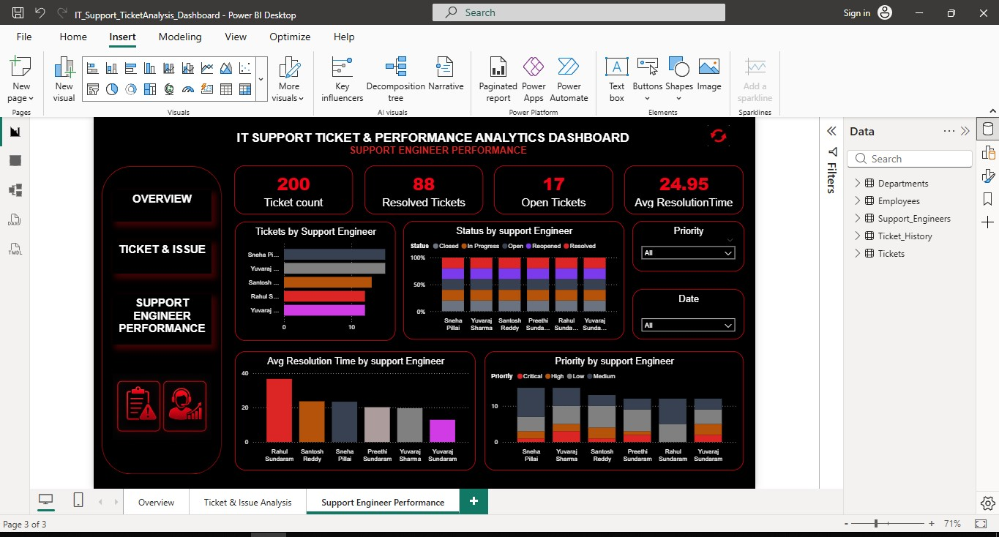 IT_Support_TicketAnalysis_Dashboard - Power BI Desktop
Search
Sign in
File Home Insert Modeling View Optimize Help
New page
New visual
More visuals
Key influencers
Decomposition tree
Narrative
Paginated report
Power Apps
Power Automate
Text box
Buttons
Shapes
Image
Add a sparkline
Pages
Visuals
AI visuals
Power Platform
Elements
Sparklines
DAX
TMDL
IT SUPPORT TICKET & PERFORMANCE ANALYTICS DASHBOARD
SUPPORT ENGINEER PERFORMANCE
OVERVIEW
TICKET & ISSUE
SUPPORT
ENGINEER
PERFORMANCE
200
Ticket count
88
Resolved Tickets
17
Open Tickets
24.95
Avg ResolutionTime
Tickets by Support Engineer
Sneha Pi...
Yuvaraj ...
Santosh ...
Rahul S...
Yuvaraj ...
0 10
Status by support Engineer
Status Closed In Progress Open Reopened Resolved
100%
50%
0%
Sneha Pillai
Yuvaraj Sharma
Santosh Reddy
Preethi Sunda...
Rahul Sunda...
Yuvaraj Sunda...
Priority
All
Date
All
Avg Resolution Time by support Engineer
40
20
0
Rahul Sundaram
Santosh Reddy
Sneha Pillai
Preethi Sundaram
Yuvaraj Sharma
Yuvaraj Sundaram
Priority by support Engineer
Priority Critical High Low Medium
10
0
Sneha Pillai
Yuvaraj Sharma
Santosh Reddy
Preethi Sundaram
Rahul Sundaram
Yuvaraj Sundaram
Filters
Data
Search
Departments
Employees
Support_Engineers
Ticket_History
Tickets
Overview
Ticket & Issue Analysis
Support Engineer Performance
Page 3 of 3
71%